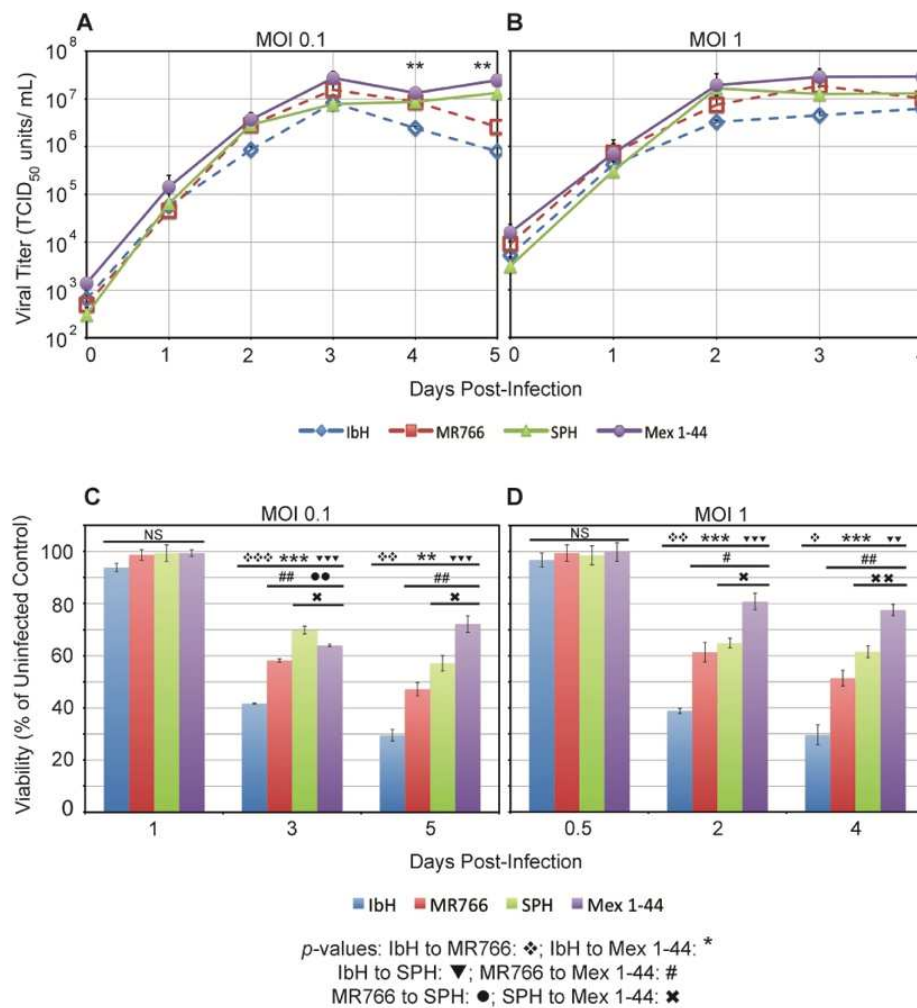 A
B
MOI 0.1
MOI 1
Viral Titer (TCID50 units/ mL)
10^8
10^7
10^6
10^5
10^4
10^3
10^2
** **
0 1 2 3 4 5
0 1 2 3 4
Days Post-Infection
IbH MR766 SPH Mex 1-44
C
D
MOI 0.1
MOI 1
Viability (% of Uninfected Control)
100
80
60
40
20
0
NS
❖❖❖ *** ▼▼▼
## ●●
✖
❖❖ ** ▼▼▼
##
✖
NS
❖❖ *** ▼▼▼
#
✖
❖ *** ▼▼
##
✖✖
1 3 5
0.5 2 4
Days Post-Infection
IbH MR766 SPH Mex 1-44
p-values: IbH to MR766: ❖; IbH to Mex 1-44: *
IbH to SPH: ▼; MR766 to Mex 1-44: #
MR766 to SPH: ●; SPH to Mex 1-44: ✖